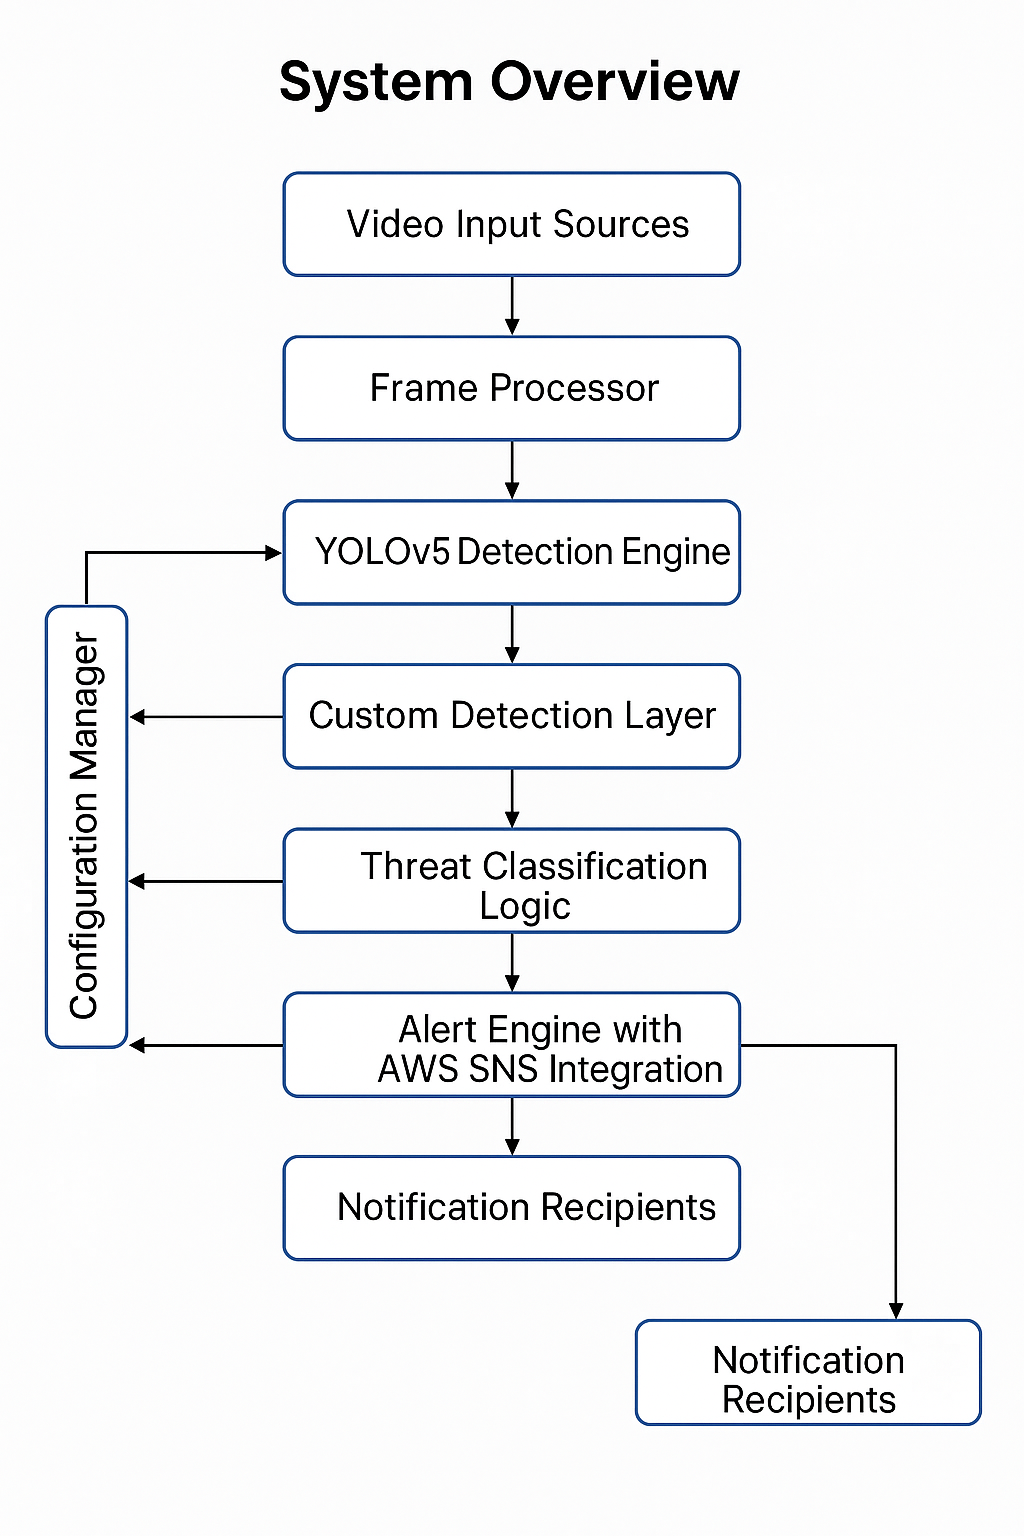 System Overview
Video Input Sources
Frame Processor
YOLOv5 Detection Engine
Configuration Manager
Custom Detection Layer
Threat Classification
Logic
Alert Engine with
AWS SNS Integration
Notification Recipients
Notification
Recipients